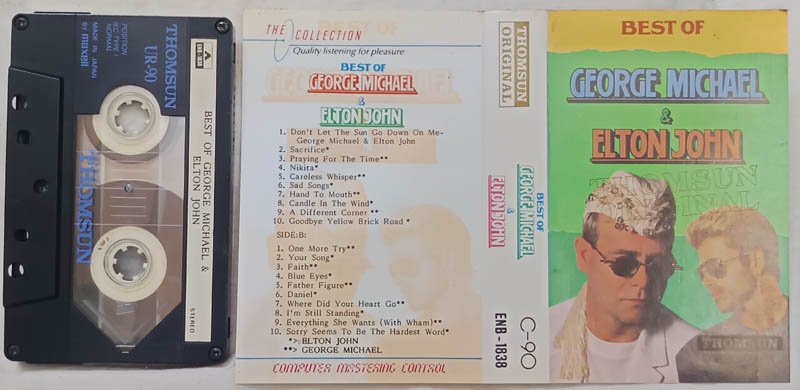 A
ENB 1838
BEST OF GEORGE MICHAEL &
ELTON JOHN
STEREO
THOMSUN
UR·90
POSITION
IEC TYPE I
NORMAL
MADE IN JAPAN
BY maxell
THOMSUN
THE COLLECTION
Quality listening for pleasure
BEST OF
GEORGE MICHAEL
&
ELTON JOHN
1. Don't Let The Sun Go Down On Me-
George Michael & Elton John
2. Sacrifice*
3. Praying For The Time**
4. Nikita*
5. Careless Whisper**
6. Sad Songs*
7. Hand To Mouth**
8. Candle In The Wind*
9. A Different Corner **
10. Goodbye Yellow Brick Road *
SIDE:B:
1. One More Try**
2. Your Song*
3. Faith**
4. Blue Eyes*
5. Father Figure**
6. Daniel*
7. Where Did Your Heart Go**
8. I'm Still Standing*
9. Everything She Wants (With Wham)**
10. Sorry Seems To Be the Hardest Word*
*> ELTON JOHN
**> GEORGE MICHAEL
COMPUTER MASTERING CONTROL
THOMSUN
ORIGINAL
BEST OF
GEORGE MICHAEL
&
ELTON JOHN
C-90
ENB-1838
BEST OF
GEORGE MICHAEL
&
ELTON JOHN
THOMSUN
ORIGINAL
THOMSUN